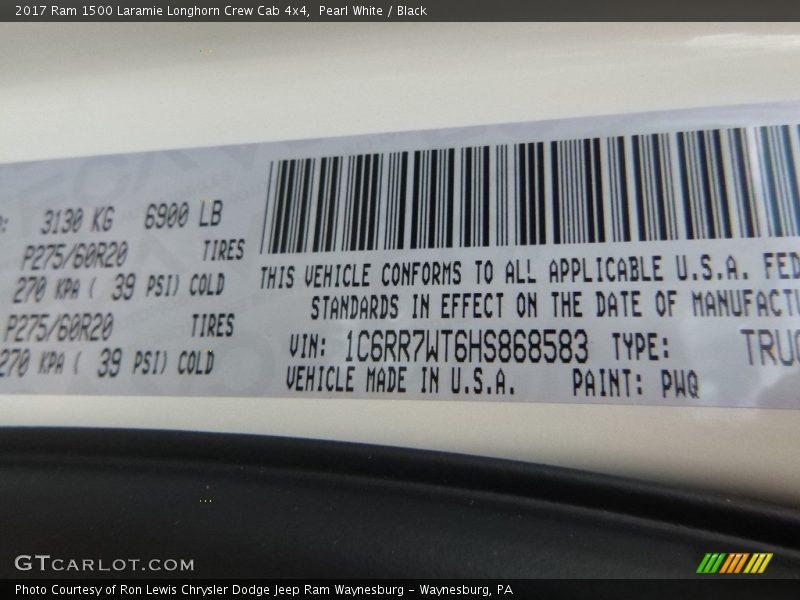 2017 Ram 1500 Laramie Longhorn Crew Cab 4x4, Pearl White / Black
3130 KG 6900 LB
P275/60R20 TIRES
270 KPA ( 39 PSI) COLD
P275/60R20 TIRES
270 KPA ( 39 PSI) COLD
THIS VEHICLE CONFORMS TO ALL APPLICABLE U.S.A. FED
STANDARDS IN EFFECT ON THE DATE OF MANUFACTU
VIN: 1C6RR7WT6HS868583 TYPE: TRUC
VEHICLE MADE IN U.S.A. PAINT: PWQ
GTCARLOT.COM
Photo Courtesy of Ron Lewis Chrysler Dodge Jeep Ram Waynesburg - Waynesburg, PA